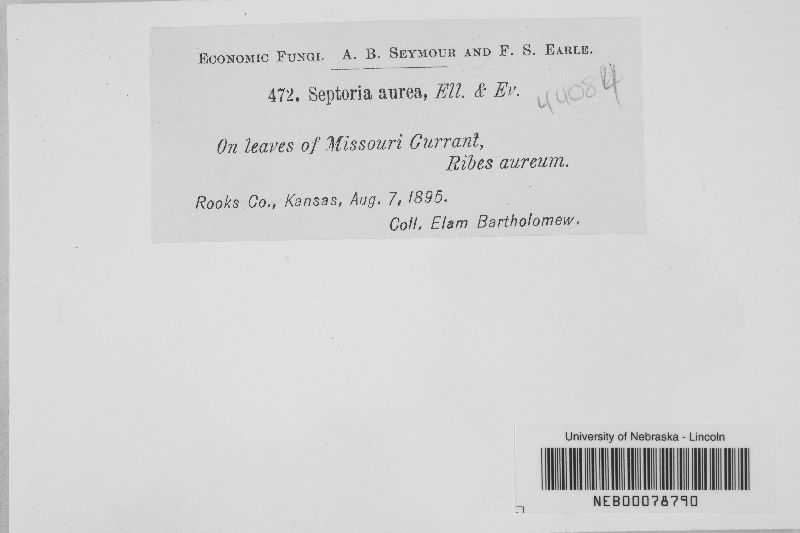 ECONOMIC FUNGI. A. B. SEYMOUR AND F. S. EARLE.
472. Septoria aurea, Ell. & Ev.
44084
On leaves of Missouri Currant,
Ribes aureum.
Rooks Co., Kansas, Aug. 7, 1895.
Coll. Elam Bartholomew.
University of Nebraska - Lincoln
NEB00078790